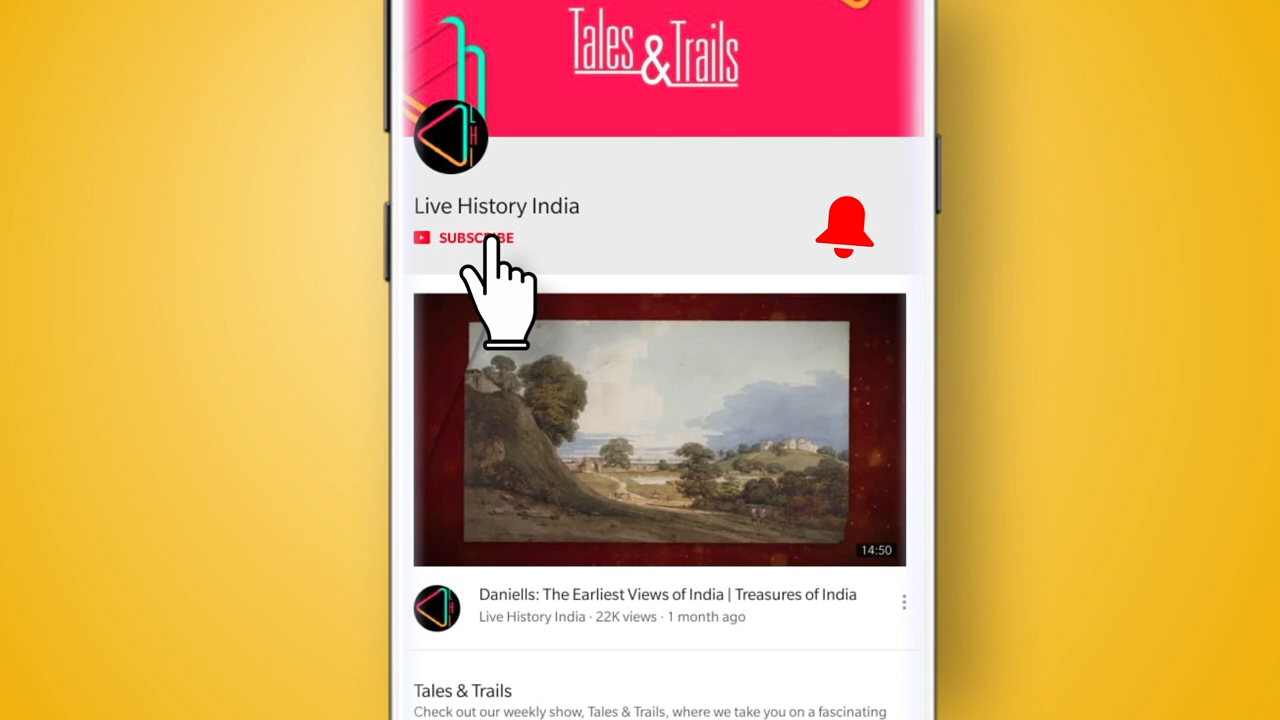 Tales & Trails
L
H
I
Live History India
SUBSCRIBE
14:50
Daniells: The Earliest Views of India | Treasures of India
Live History India · 22K views · 1 month ago
Tales & Trails
Check out our weekly show, Tales & Trails, where we take you on a fascinating